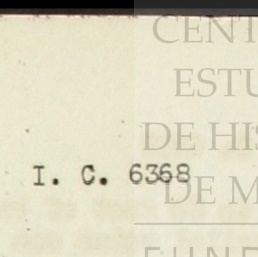 CENT
ESTU
DE HIS
I. C. 6368
DE M